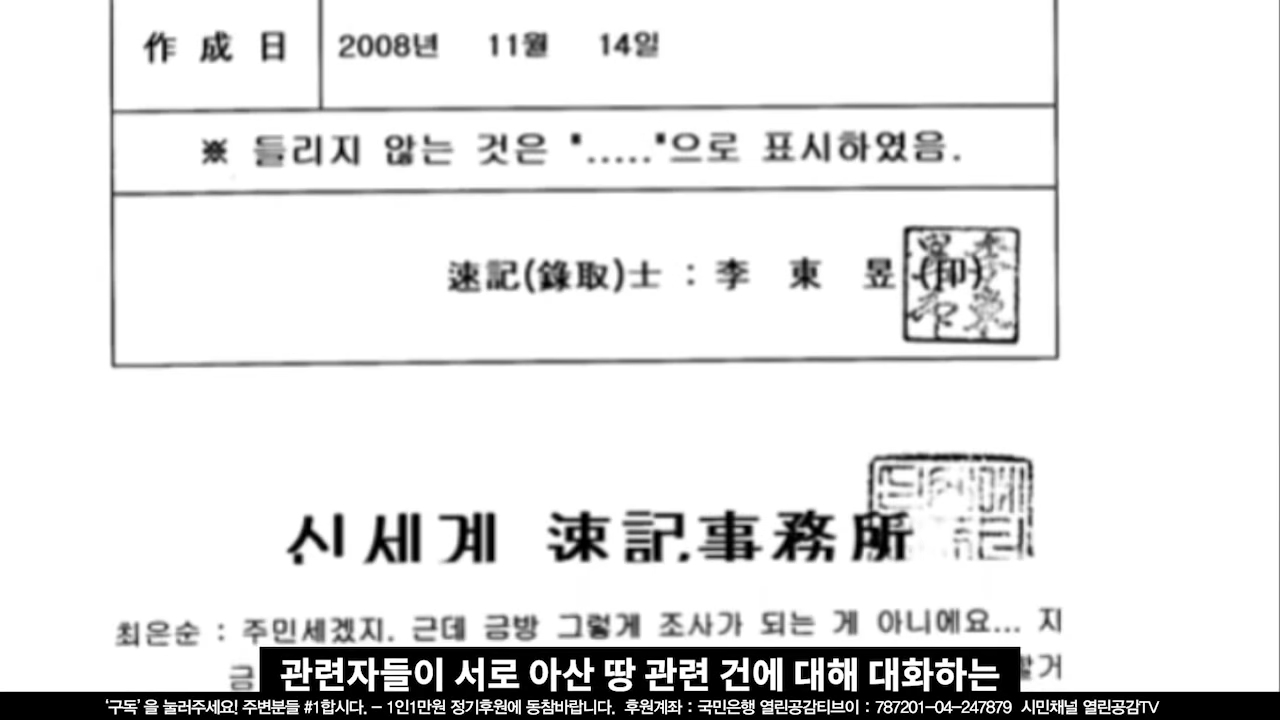 作 成 日 2008년 11월 14일
※ 들리지 않는 것은 "....."으로 표시하였음.
速記(錄取)士 : 李 東 昱 (印)
신세계 速記事務所
최은순 : 주민세겠지. 근데 금방 그렇게 조사가 되는 게 아니에요... 지
금
관련자들이 서로 아산 땅 관련 건에 대해 대화하는
'구독' 을 눌러주세요! 주변분들 #1합시다. - 1인1만원 정기후원에 동참바랍니다. 후원계좌 : 국민은행 열린공감티브이 : 787201-04-247879 시민채널 열린공감TV